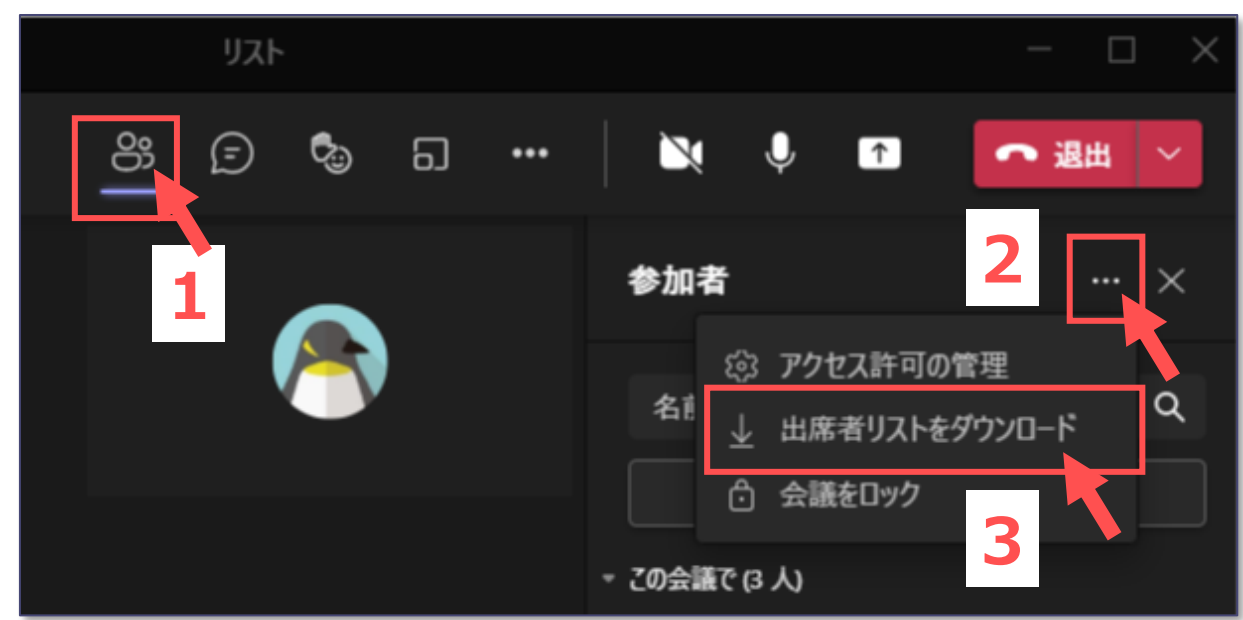 リスト
退出
1
参加者
2
アクセス許可の管理
名前
出席者リストをダウンロード
会議をロック
3
この会議で (3 人)